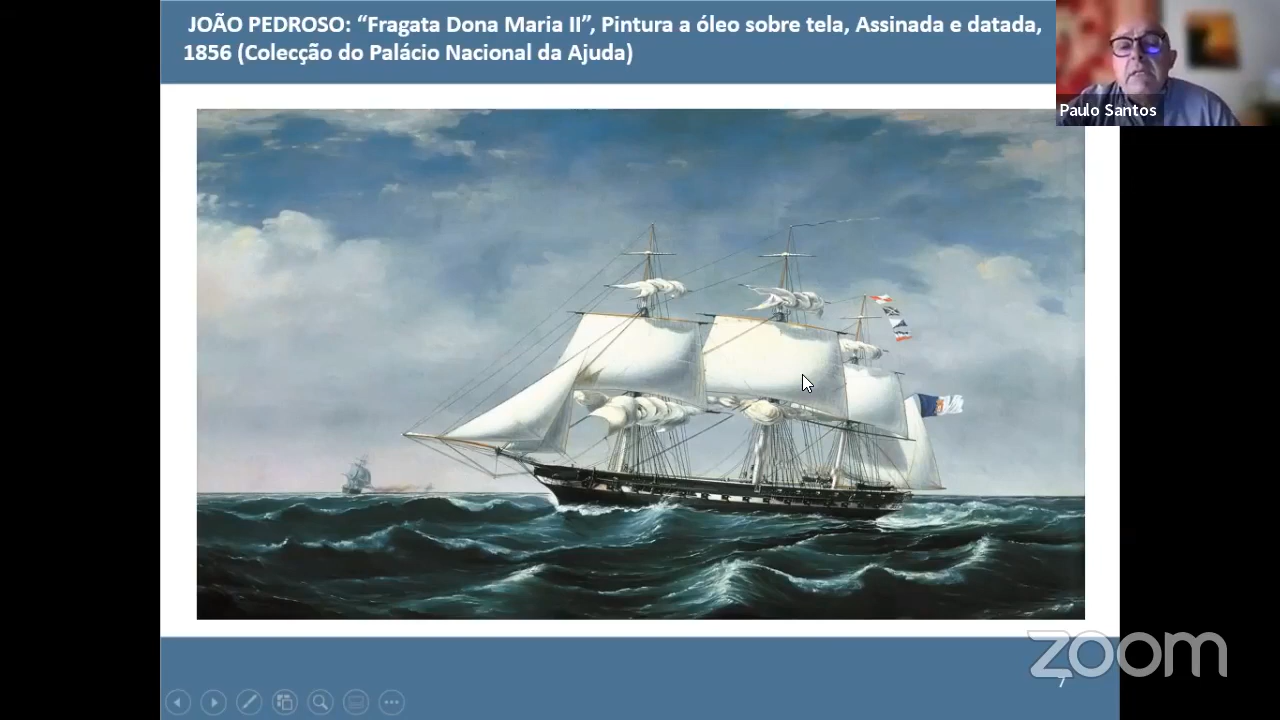 JOÃO PEDROSO: “Fragata Dona Maria II”, Pintura a óleo sobre tela, Assinada e datada,
1856 (Colecção do Palácio Nacional da Ajuda)
Paulo Santos
zoom
7